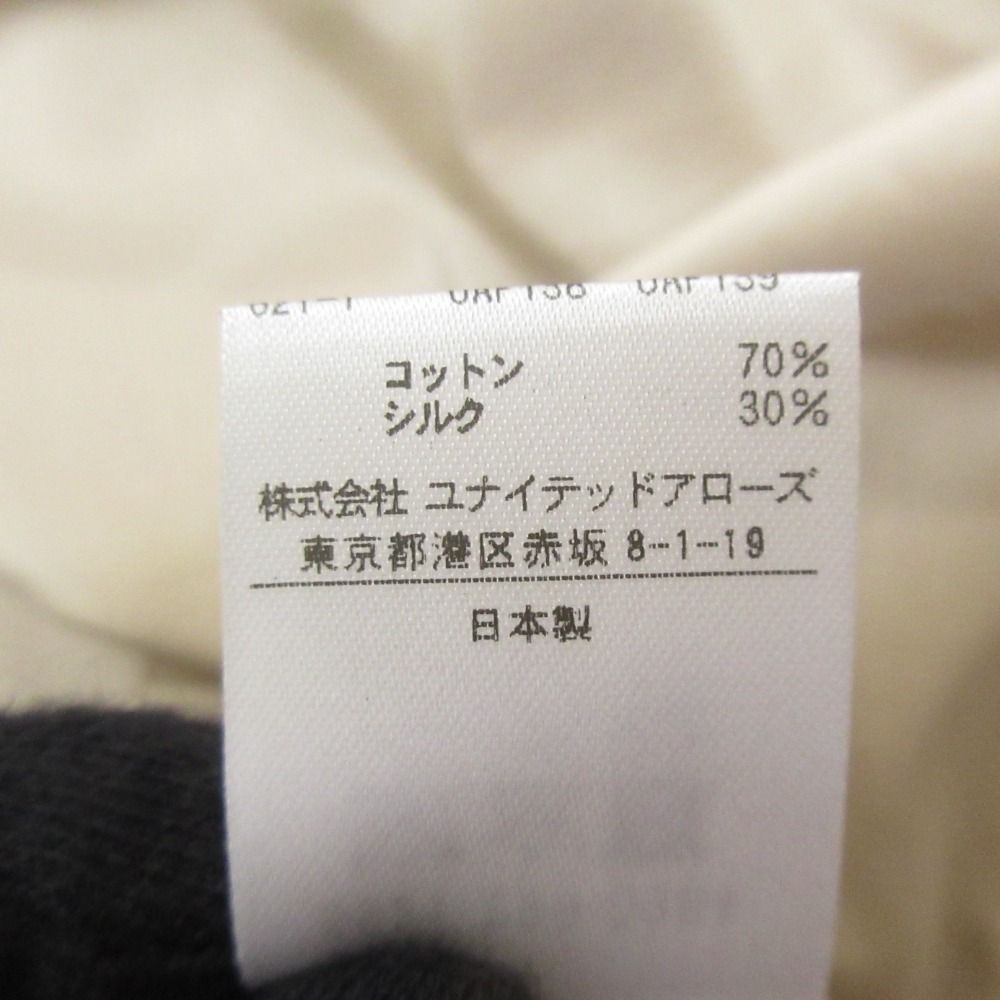 コットン 70%
シルク 30%
株式会社 ユナイテッドアローズ
東京都港区赤坂 8-1-19
日本製